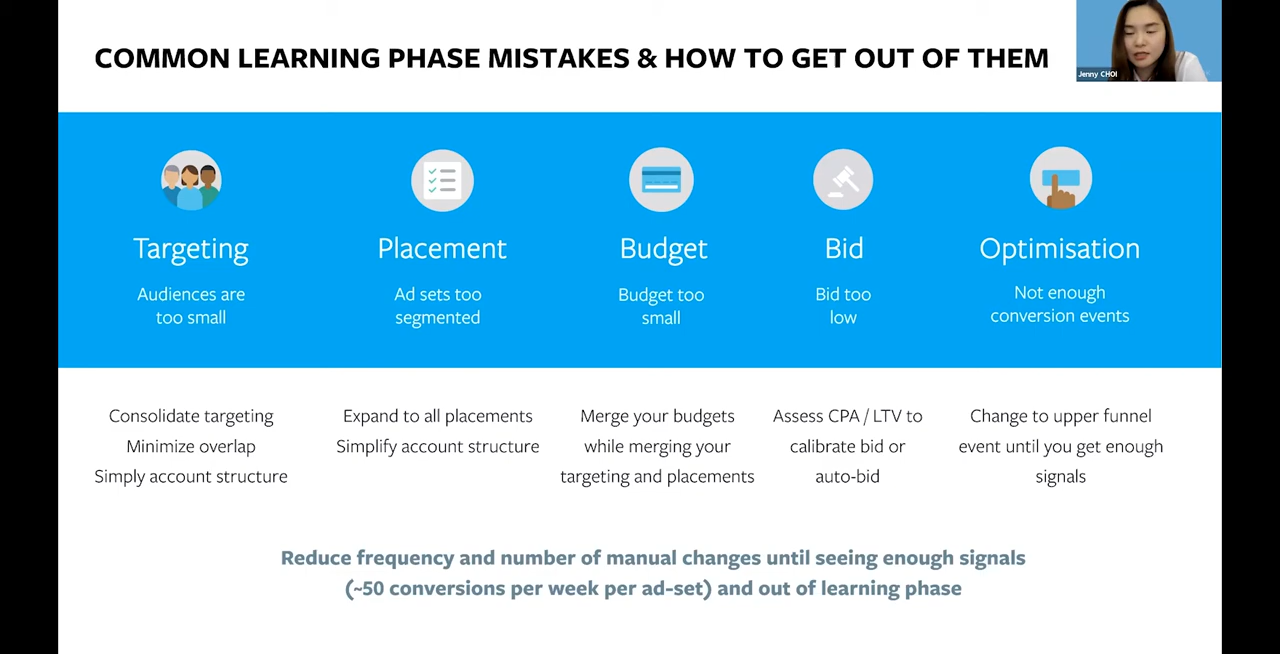 COMMON LEARNING PHASE MISTAKES & HOW TO GET OUT OF THEM
Jenny CHOI
Targeting
Audiences are
too small
Placement
Ad sets too
segmented
Budget
Budget too
small
Bid
Bid too
low
Optimisation
Not enough
conversion events
Consolidate targeting
Minimize overlap
Simply account structure
Expand to all placements
Simplify account structure
Merge your budgets
while merging your
targeting and placements
Assess CPA / LTV to
calibrate bid or
auto-bid
Change to upper funnel
event until you get enough
signals
Reduce frequency and number of manual changes until seeing enough signals
(~50 conversions per week per ad-set) and out of learning phase